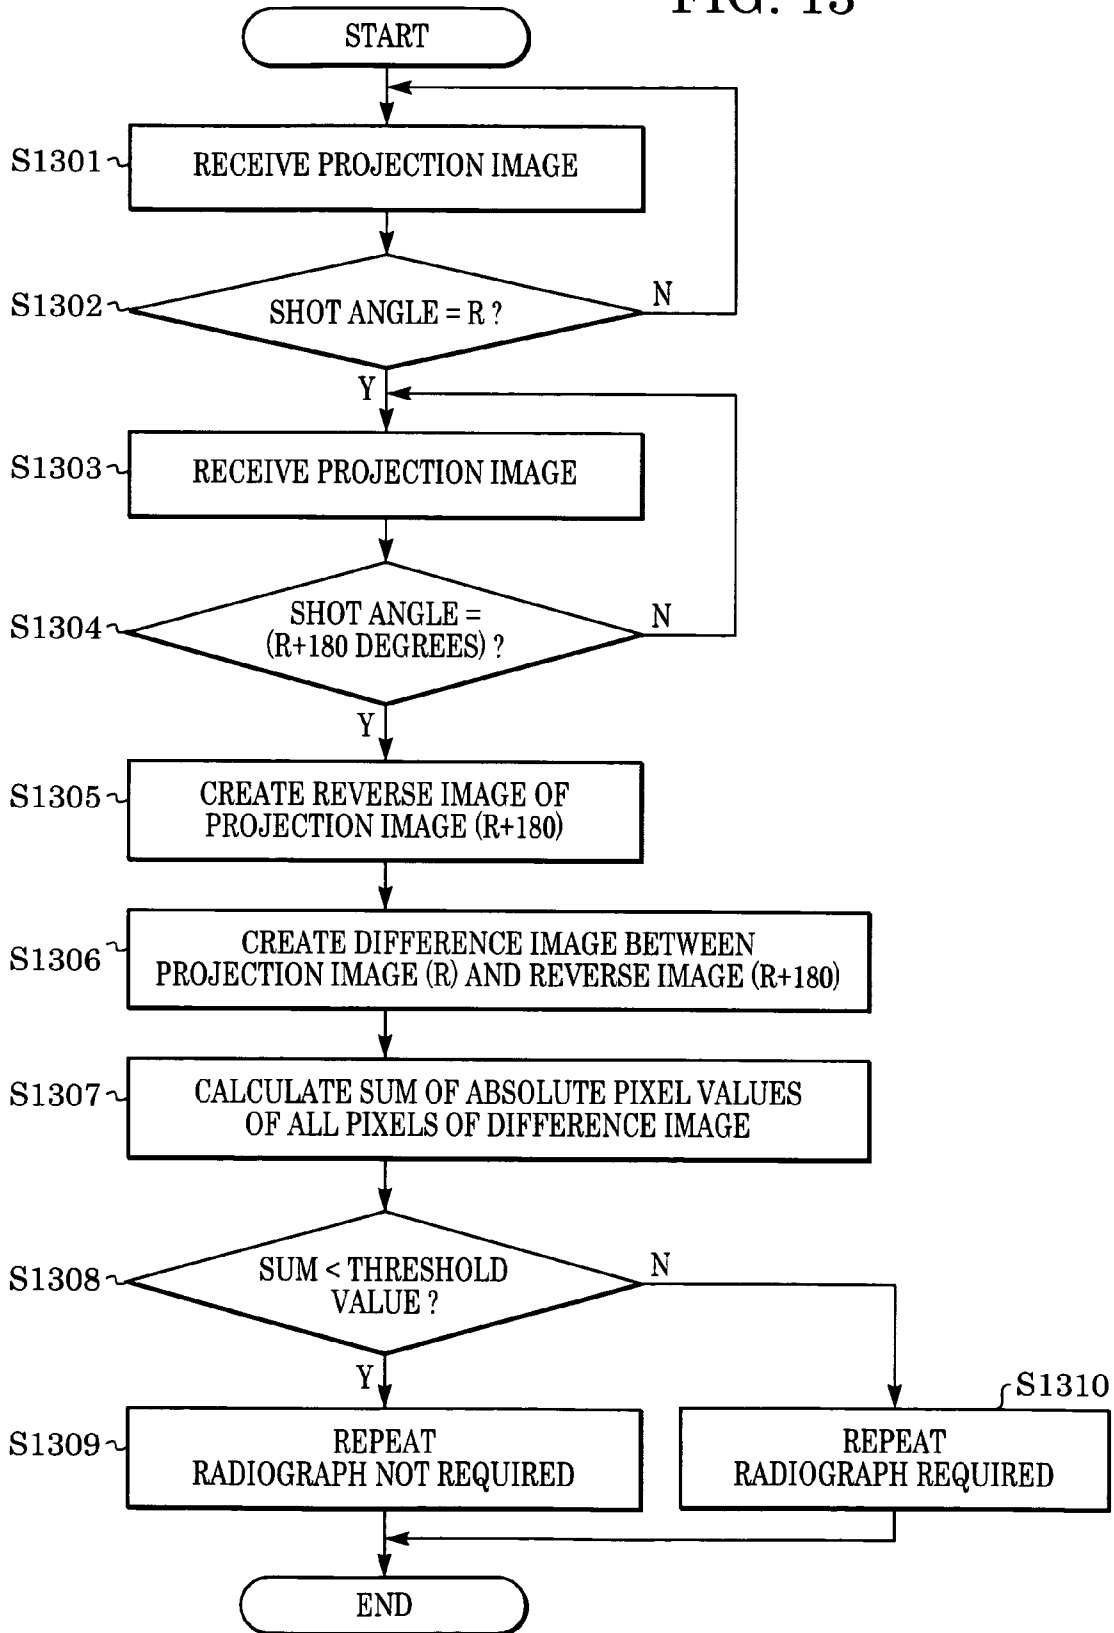 FIG. 13
START
S1301
RECEIVE PROJECTION IMAGE
S1302
SHOT ANGLE = R ?
N
Y
S1303
RECEIVE PROJECTION IMAGE
S1304
SHOT ANGLE =
(R+180 DEGREES) ?
N
Y
S1305
CREATE REVERSE IMAGE OF
PROJECTION IMAGE (R+180)
S1306
CREATE DIFFERENCE IMAGE BETWEEN
PROJECTION IMAGE (R) AND REVERSE IMAGE (R+180)
S1307
CALCULATE SUM OF ABSOLUTE PIXEL VALUES
OF ALL PIXELS OF DIFFERENCE IMAGE
S1308
SUM < THRESHOLD
VALUE ?
N
Y
S1309
REPEAT
RADIOGRAPH NOT REQUIRED
S1310
REPEAT
RADIOGRAPH REQUIRED
END